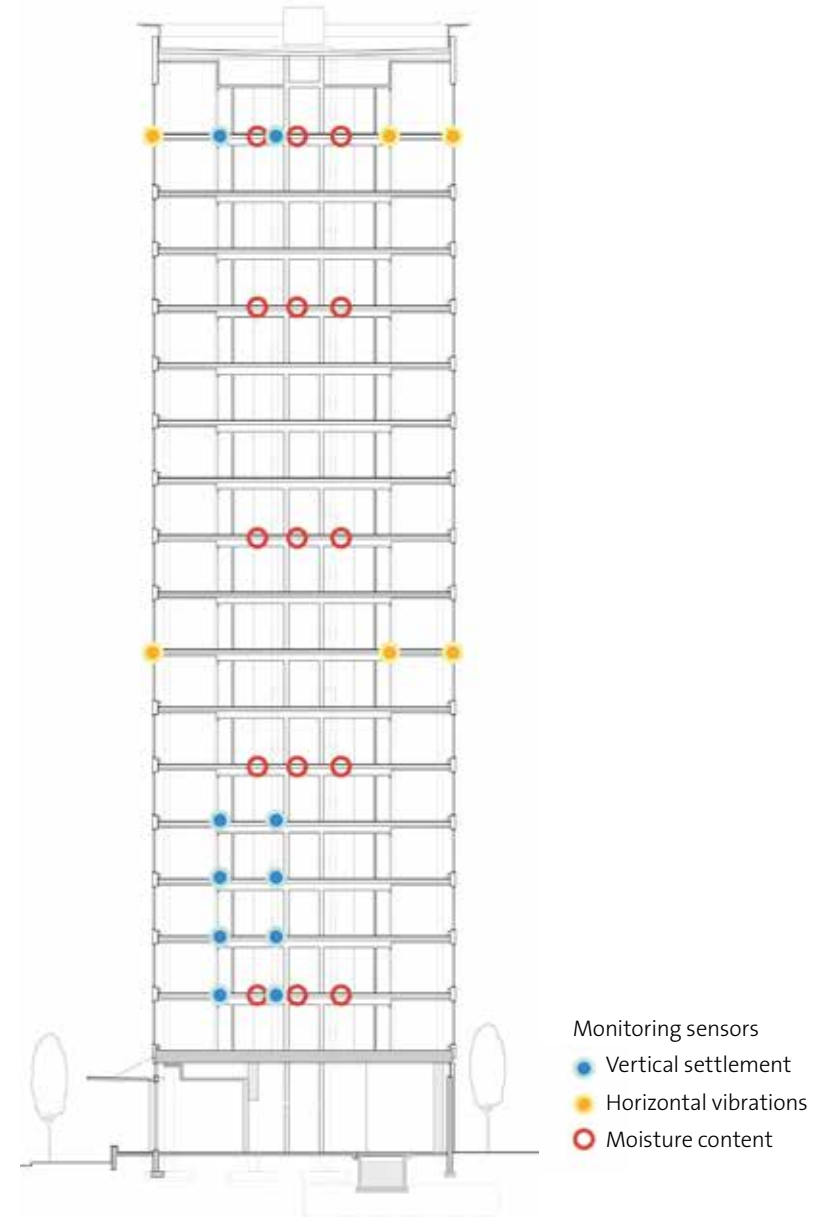 Monitoring sensors
Vertical settlement
Horizontal vibrations
Moisture content